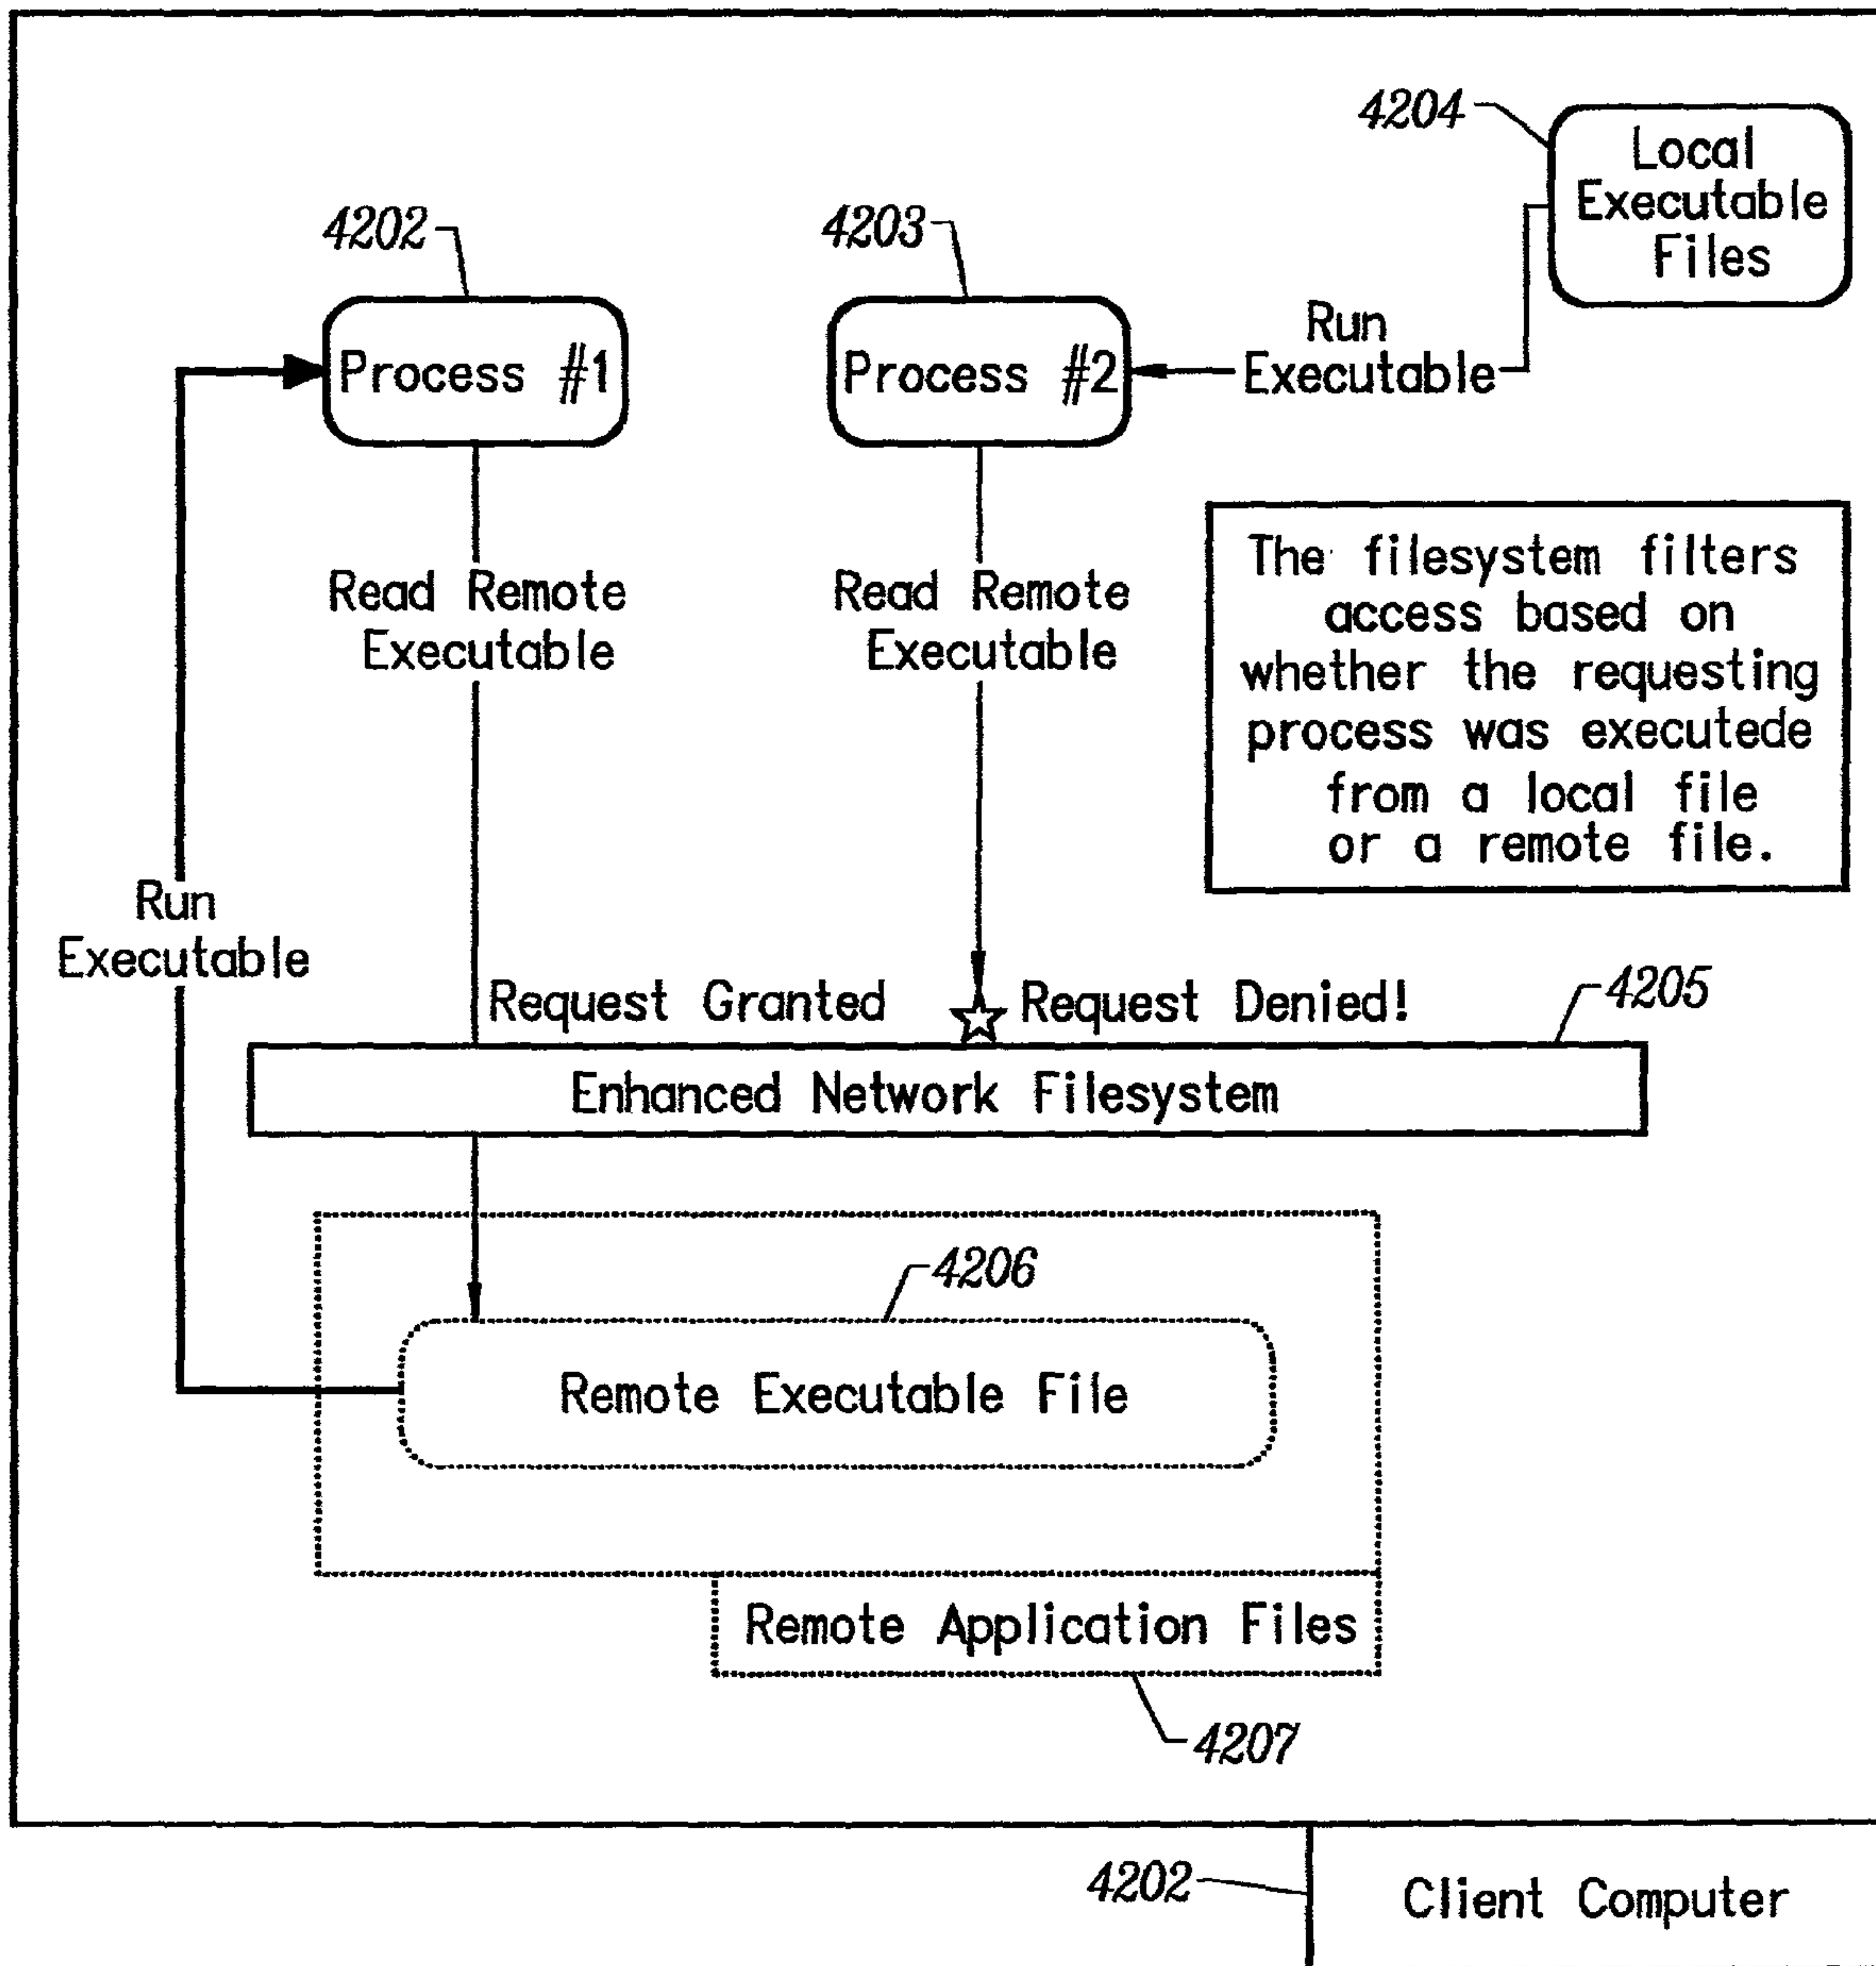 4204
Local
Executable
Files
4202
4203
Process #1
Process #2
Run
Executable
Read Remote
Executable
Read Remote
Executable
The filesystem filters
access based on
whether the requesting
process was executede
from a local file
or a remote file.
Run
Executable
Request Granted
Request Denied!
4205
Enhanced Network Filesystem
4206
Remote Executable File
Remote Application Files
4207
4202
Client Computer